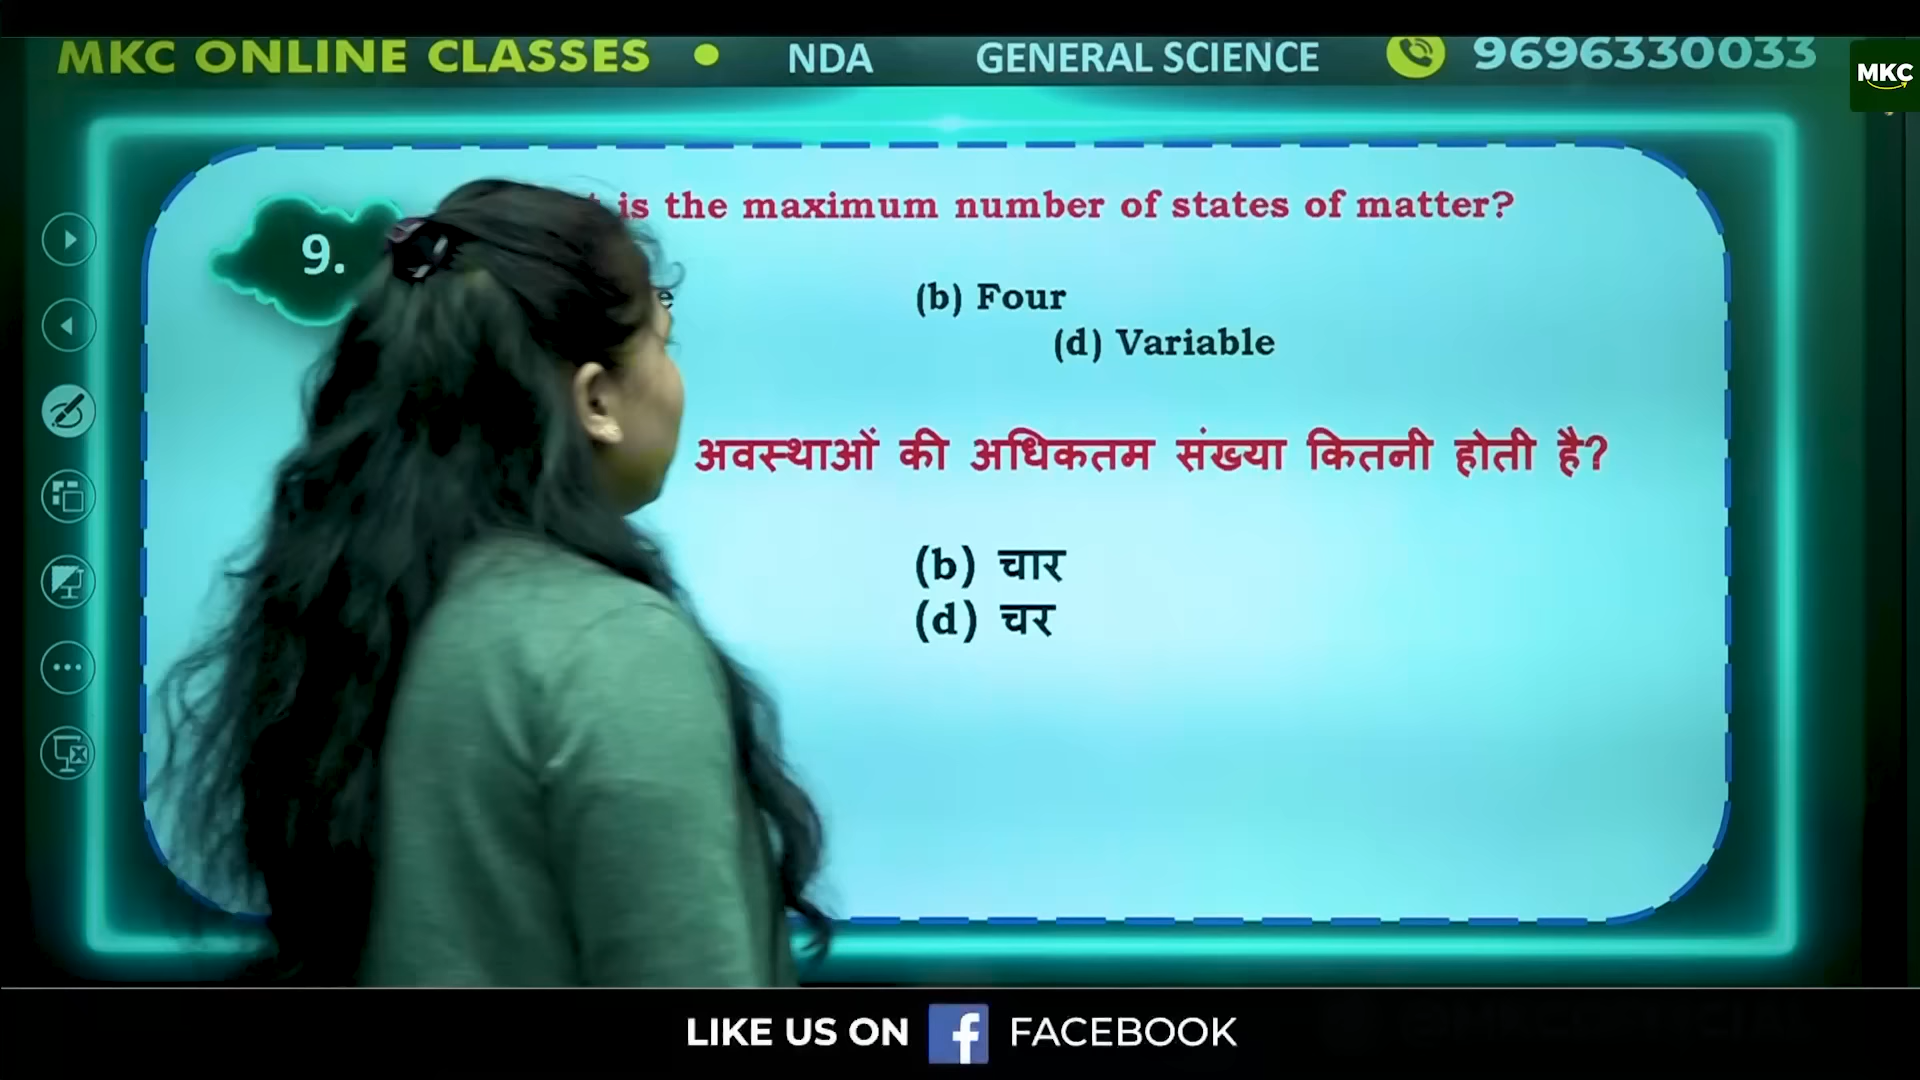 MKC ONLINE CLASSES • NDA GENERAL SCIENCE 9696330033
MKC
9.
is the maximum number of states of matter?
(b) Four
(d) Variable
अवस्थाओं की अधिकतम संख्या कितनी होती है?
(b) चार
(d) चर
LIKE US ON f FACEBOOK